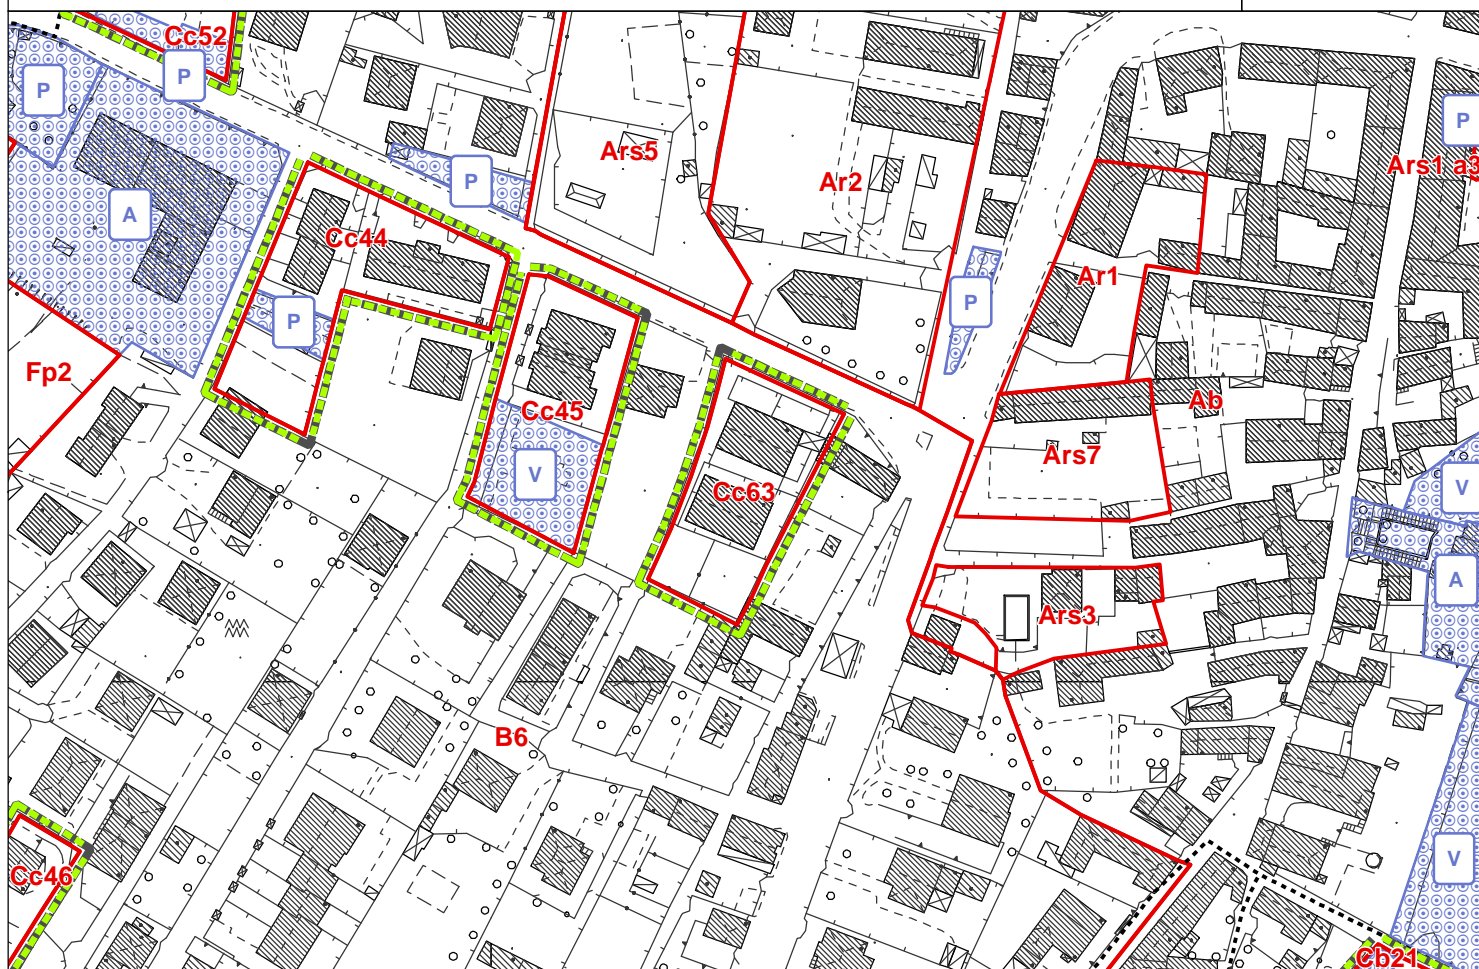 Cc52
P
P
P
Ars5
Ar2
Ars1 a3
P
A
Cc44
P
Ar1
P
Fp2
Cc45
Ab
V
Ars7
Cc63
V
A
Ars3
B6
V
Cc46
Cb21